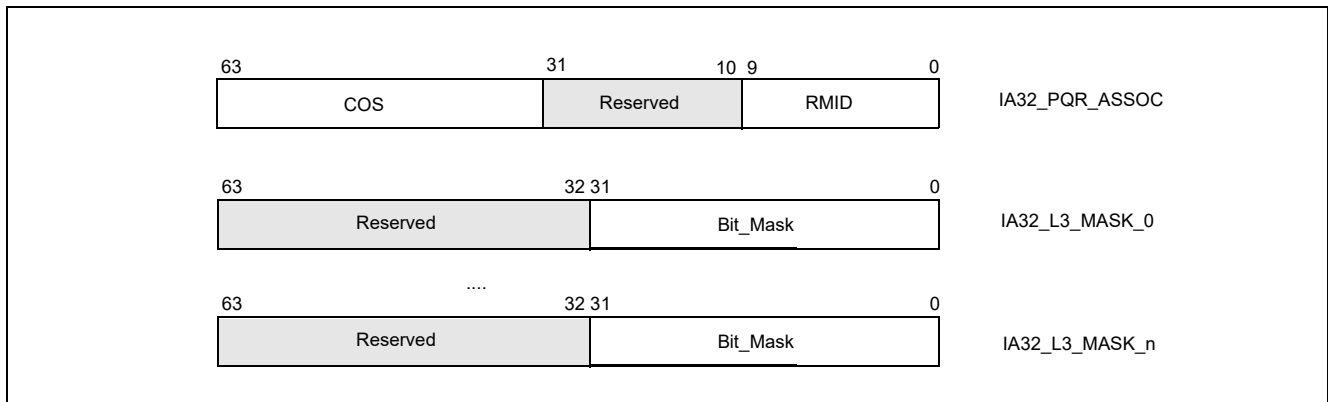 63 31 10 9 0
COS Reserved RMID IA32_PQR_ASSOC
63 32 31 0
Reserved Bit_Mask IA32_L3_MASK_0
....
63 32 31 0
Reserved Bit_Mask IA32_L3_MASK_n